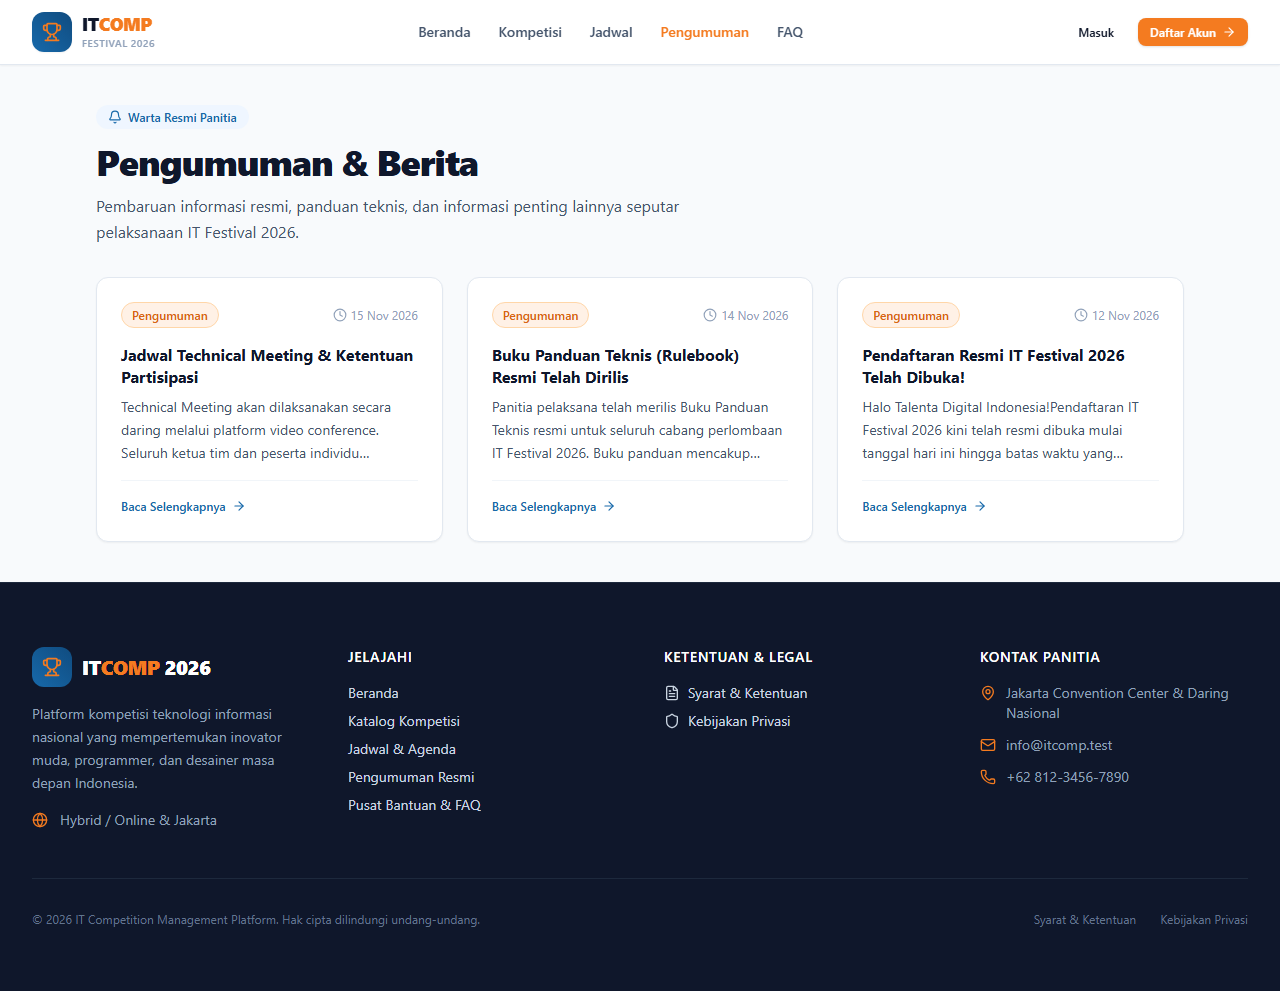 ITCOMP
FESTIVAL 2026
Beranda
Kompetisi
Jadwal
Pengumuman
FAQ
Masuk
Daftar Akun
Warta Resmi Panitia
Pengumuman & Berita
Pembaruan informasi resmi, panduan teknis, dan informasi penting lainnya seputar
pelaksanaan IT Festival 2026.
Pengumuman
15 Nov 2026
Jadwal Technical Meeting & Ketentuan
Partisipasi
Technical Meeting akan dilaksanakan secara
daring melalui platform video conference.
Seluruh ketua tim dan peserta individu...
Baca Selengkapnya
Pengumuman
14 Nov 2026
Buku Panduan Teknis (Rulebook)
Resmi Telah Dirilis
Panitia pelaksana telah merilis Buku Panduan
Teknis resmi untuk seluruh cabang perlombaan
IT Festival 2026. Buku panduan mencakup...
Baca Selengkapnya
Pengumuman
12 Nov 2026
Pendaftaran Resmi IT Festival 2026
Telah Dibuka!
Halo Talenta Digital Indonesia!Pendaftaran IT
Festival 2026 kini telah resmi dibuka mulai
tanggal hari ini hingga batas waktu yang...
Baca Selengkapnya
ITCOMP 2026
Platform kompetisi teknologi informasi
nasional yang mempertemukan inovator
muda, programmer, dan desainer masa
depan Indonesia.
Hybrid / Online & Jakarta
JELAJAHI
Beranda
Katalog Kompetisi
Jadwal & Agenda
Pengumuman Resmi
Pusat Bantuan & FAQ
KETENTUAN & LEGAL
Syarat & Ketentuan
Kebijakan Privasi
KONTAK PANITIA
Jakarta Convention Center & Daring
Nasional
info@itcomp.test
+62 812-3456-7890
© 2026 IT Competition Management Platform. Hak cipta dilindungi undang-undang.
Syarat & Ketentuan
Kebijakan Privasi